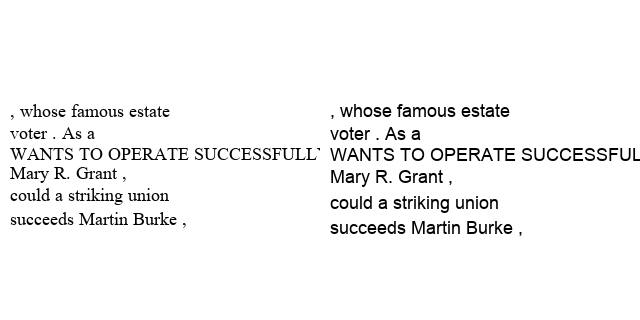 , whose famous estate
voter . As a
WANTS TO OPERATE SUCCESSFULL
Mary R. Grant ,
could a striking union
succeeds Martin Burke ,
, whose famous estate
voter . As a
WANTS TO OPERATE SUCCESSFUL
Mary R. Grant ,
could a striking union
succeeds Martin Burke ,